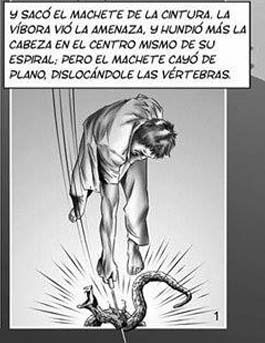 Y SACÓ EL MACHETE DE LA CINTURA. LA
VÍBORA VIÓ LA AMENAZA, Y HUNDIÓ MÁS LA
CABEZA EN EL CENTRO MISMO DE SU
ESPIRAL; PERO EL MACHETE CAYÓ DE
PLANO, DISLOCÁNDOLE LAS VÉRTEBRAS.
1